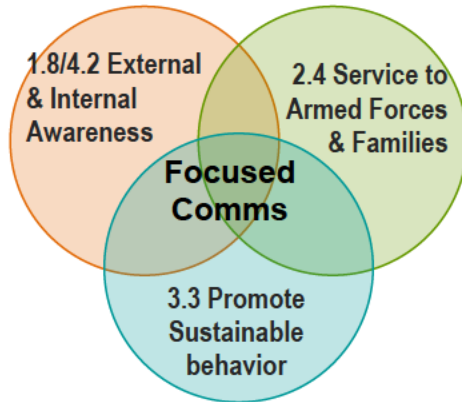 1.8/4.2 External
& Internal
Awareness
2.4 Service to
Armed Forces
& Families
Focused
Comms
3.3 Promote
Sustainable
behavior